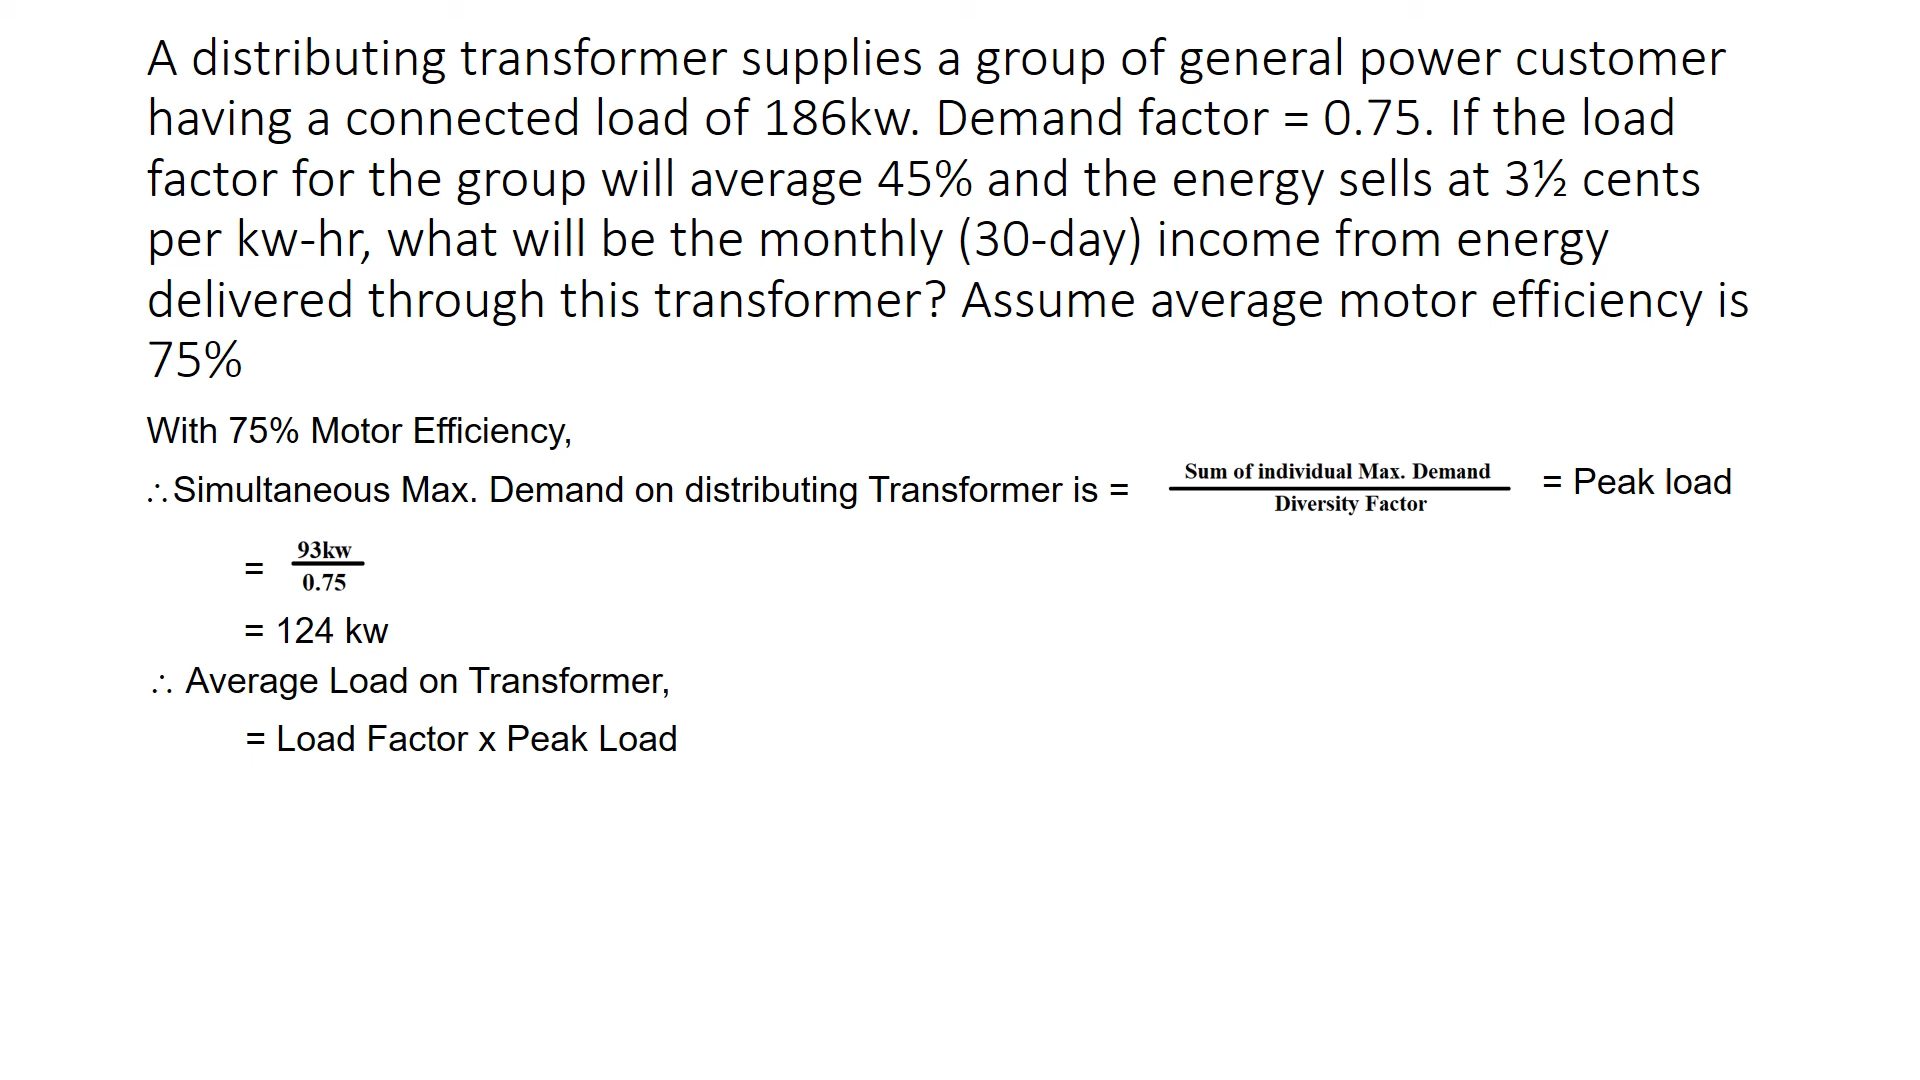 A distributing transformer supplies a group of general power customer
having a connected load of 186kw. Demand factor = 0.75. If the load
factor for the group will average 45% and the energy sells at 3½ cents
per kw-hr, what will be the monthly (30-day) income from energy
delivered through this transformer? Assume average motor efficiency is
75%
With 75% Motor Efficiency,
∴ Simultaneous Max. Demand on distributing Transformer is = Sum of individual Max. Demand / Diversity Factor = Peak load
= 93kw / 0.75
= 124 kw
∴ Average Load on Transformer,
= Load Factor x Peak Load